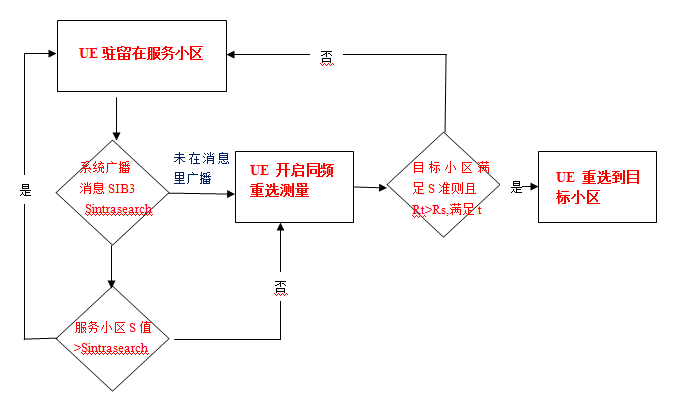 UE 驻留在服务小区
否
系统广播
消息 SIB3
Sintrasearch
未在消息
里广播
UE 开启同频
重选测量
目标小区满
足 S 准则且
Rt>Rs,满足 t
是
UE 重选到目
标小区
是
否
服务小区 S 值
>Sintrasearch